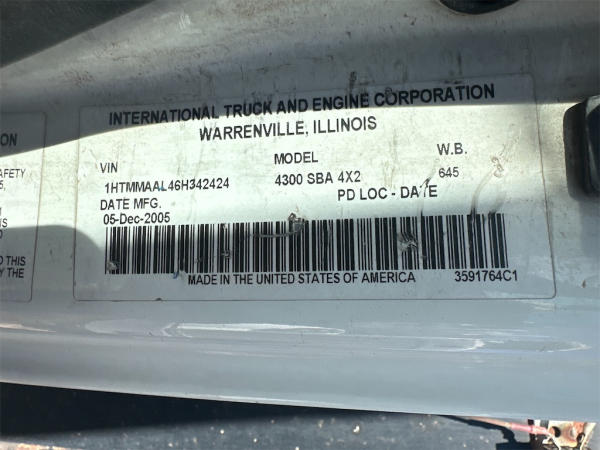 INTERNATIONAL TRUCK AND ENGINE CORPORATION
WARRENVILLE, ILLINOIS
VIN MODEL W.B.
1HTMMAAL46H342424 4300 SBA 4X2 645
DATE MFG. PD LOC - DATE
05-Dec-2005
MADE IN THE UNITED STATES OF AMERICA 3591764C1
ON
AFETY
S,
D THIS
Y THE